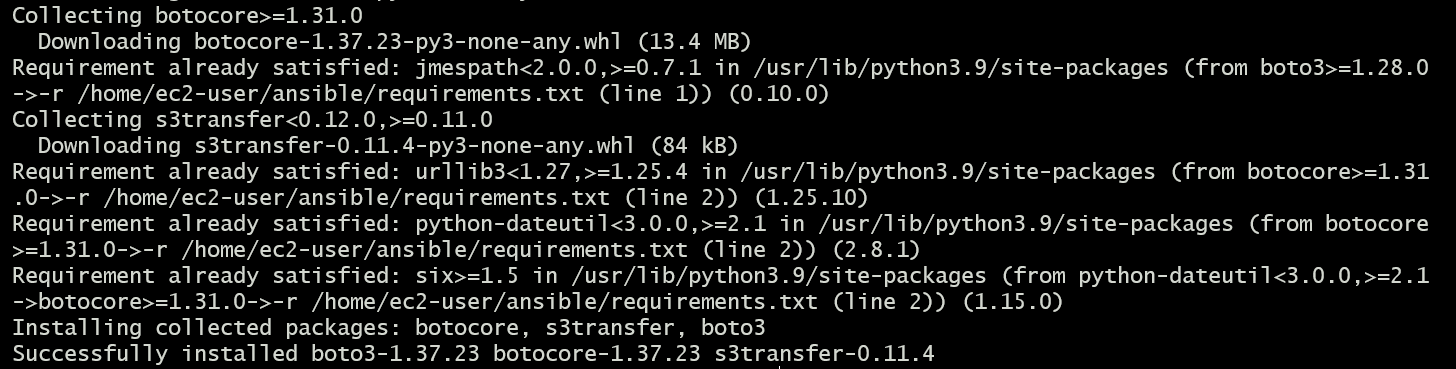 Collecting botocore>=1.31.0
  Downloading botocore-1.37.23-py3-none-any.whl (13.4 MB)
Requirement already satisfied: jmespath<2.0.0,>=0.7.1 in /usr/lib/python3.9/site-packages (from boto3>=1.28.0
->-r /home/ec2-user/ansible/requirements.txt (line 1)) (0.10.0)
Collecting s3transfer<0.12.0,>=0.11.0
  Downloading s3transfer-0.11.4-py3-none-any.whl (84 kB)
Requirement already satisfied: urllib3<1.27,>=1.25.4 in /usr/lib/python3.9/site-packages (from botocore>=1.31
.0->-r /home/ec2-user/ansible/requirements.txt (line 2)) (1.25.10)
Requirement already satisfied: python-dateutil<3.0.0,>=2.1 in /usr/lib/python3.9/site-packages (from botocore
>=1.31.0->-r /home/ec2-user/ansible/requirements.txt (line 2)) (2.8.1)
Requirement already satisfied: six>=1.5 in /usr/lib/python3.9/site-packages (from python-dateutil<3.0.0,>=2.1
->botocore>=1.31.0->-r /home/ec2-user/ansible/requirements.txt (line 2)) (1.15.0)
Installing collected packages: botocore, s3transfer, boto3
Successfully installed boto3-1.37.23 botocore-1.37.23 s3transfer-0.11.4